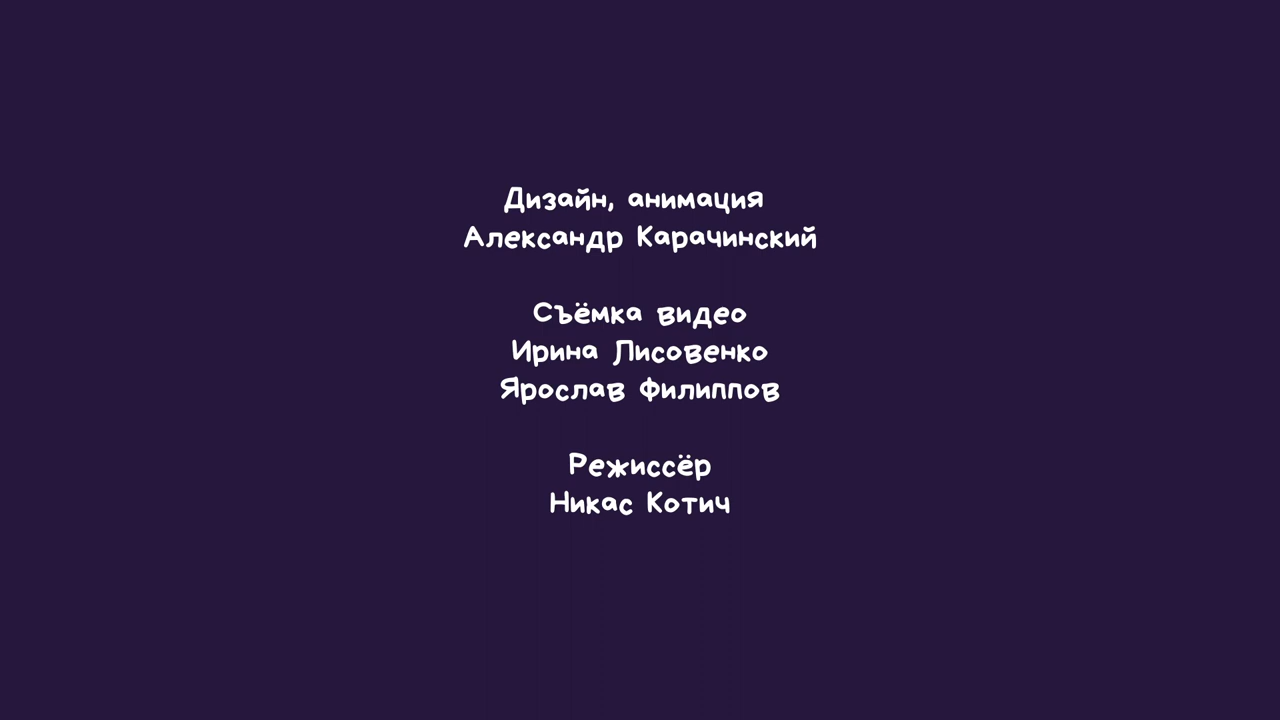 Дизайн, анимация
Александр Карачинский
Съёмка видео
Ирина Лисовенко
Ярослав Филиппов
Режиссёр
Никас Котич